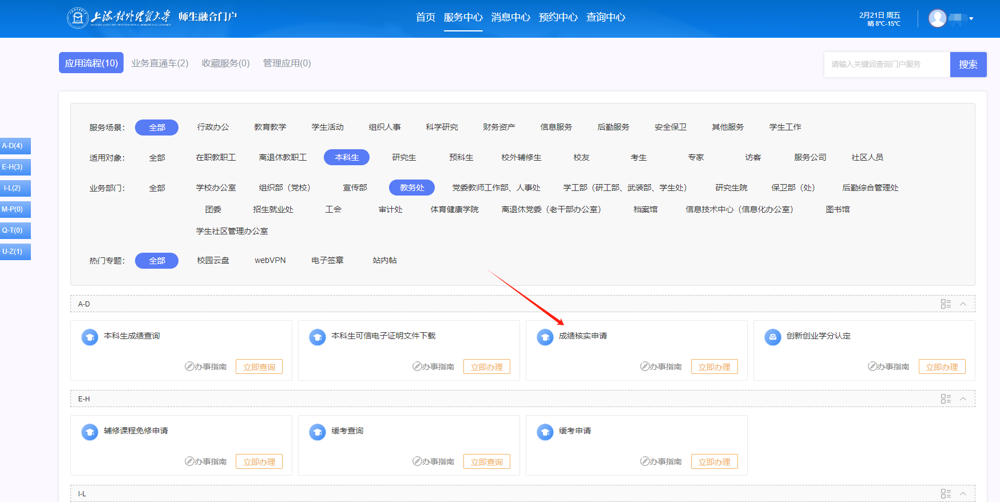 上海对外经贸大学 师生融合门户
SHANGHAI UNIVERSITY OF INTERNATIONAL BUSINESS AND ECONOMICS
首页 服务中心 消息中心 预约中心 查询中心
2月21日 周五
晴 8℃-15℃
应用流程(10) 业务直通车(2) 收藏服务(0) 管理应用(0)
请输入关键词查询门户服务 搜索
A-D(4)
E-H(3)
I-L(2)
M-P(0)
Q-T(0)
U-Z(1)
服务场景： 全部 行政办公 教育教学 学生活动 组织人事 科学研究 财务资产 信息服务 后勤服务 安全保卫 其他服务 学生工作
适用对象： 全部 在职教职工 离退休教职工 本科生 研究生 预科生 校外辅修生 校友 考生 专家 访客 服务公司 社区人员
业务部门： 全部 学校办公室 组织部（党校） 宣传部 教务处 党委教师工作部、人事处 学工部（研工部、武装部、学生处） 研究生院 保卫部（处） 后勤综合管理处
团委 招生就业处 工会 审计处 体育健康学院 离退休党委（老干部办公室） 档案馆 信息技术中心（信息化办公室） 图书馆
学生社区管理办公室
热门专题： 全部 校园云盘 webVPN 电子签章 站内帖
A-D
本科生成绩查询 本科生可信电子证明文件下载 成绩核实申请 创新创业学分认定
办事指南 立即查询 办事指南 立即办理 办事指南 立即办理 办事指南 立即办理
E-H
辅修课程免修申请 缓考查询 缓考申请
办事指南 立即办理 办事指南 立即查询 办事指南 立即办理
I-L